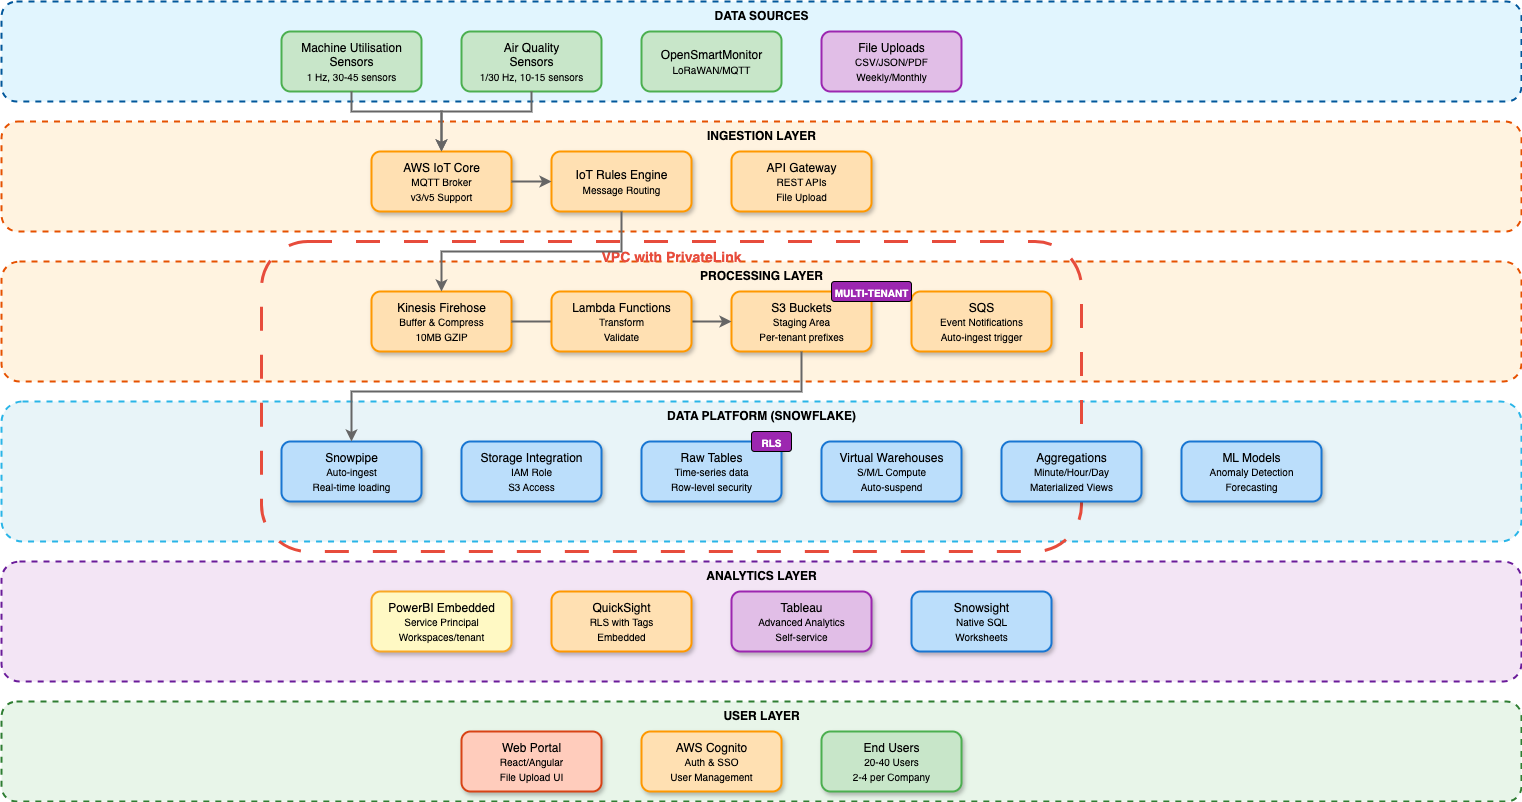 DATA SOURCES
Machine Utilisation
Sensors
1 Hz, 30-45 sensors
Air Quality
Sensors
1/30 Hz, 10-15 sensors
OpenSmartMonitor
LoRaWAN/MQTT
File Uploads
CSV/JSON/PDF
Weekly/Monthly
INGESTION LAYER
AWS IoT Core
MQTT Broker
v3/v5 Support
IoT Rules Engine
Message Routing
API Gateway
REST APIs
File Upload
VPC with PrivateLink
PROCESSING LAYER
Kinesis Firehose
Buffer & Compress
10MB GZIP
Lambda Functions
Transform
Validate
MULTI-TENANT
S3 Buckets
Staging Area
Per-tenant prefixes
SQS
Event Notifications
Auto-ingest trigger
DATA PLATFORM (SNOWFLAKE)
Snowpipe
Auto-ingest
Real-time loading
Storage Integration
IAM Role
S3 Access
RLS
Raw Tables
Time-series data
Row-level security
Virtual Warehouses
S/M/L Compute
Auto-suspend
Aggregations
Minute/Hour/Day
Materialized Views
ML Models
Anomaly Detection
Forecasting
ANALYTICS LAYER
PowerBI Embedded
Service Principal
Workspaces/tenant
QuickSight
RLS with Tags
Embedded
Tableau
Advanced Analytics
Self-service
Snowsight
Native SQL
Worksheets
USER LAYER
Web Portal
React/Angular
File Upload UI
AWS Cognito
Auth & SSO
User Management
End Users
20-40 Users
2-4 per Company